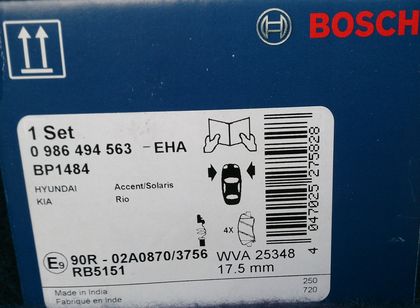 BOSCH
1 Set
0 986 494 563 - EHA
BP1484
HYUNDAI Accent/Solaris
KIA Rio
4X
4 047025 275828
E9 90R - 02A0870/3756 WVA 25348
RB5151 17.5 mm
Made in India 250
Fabriqué en Inde 720